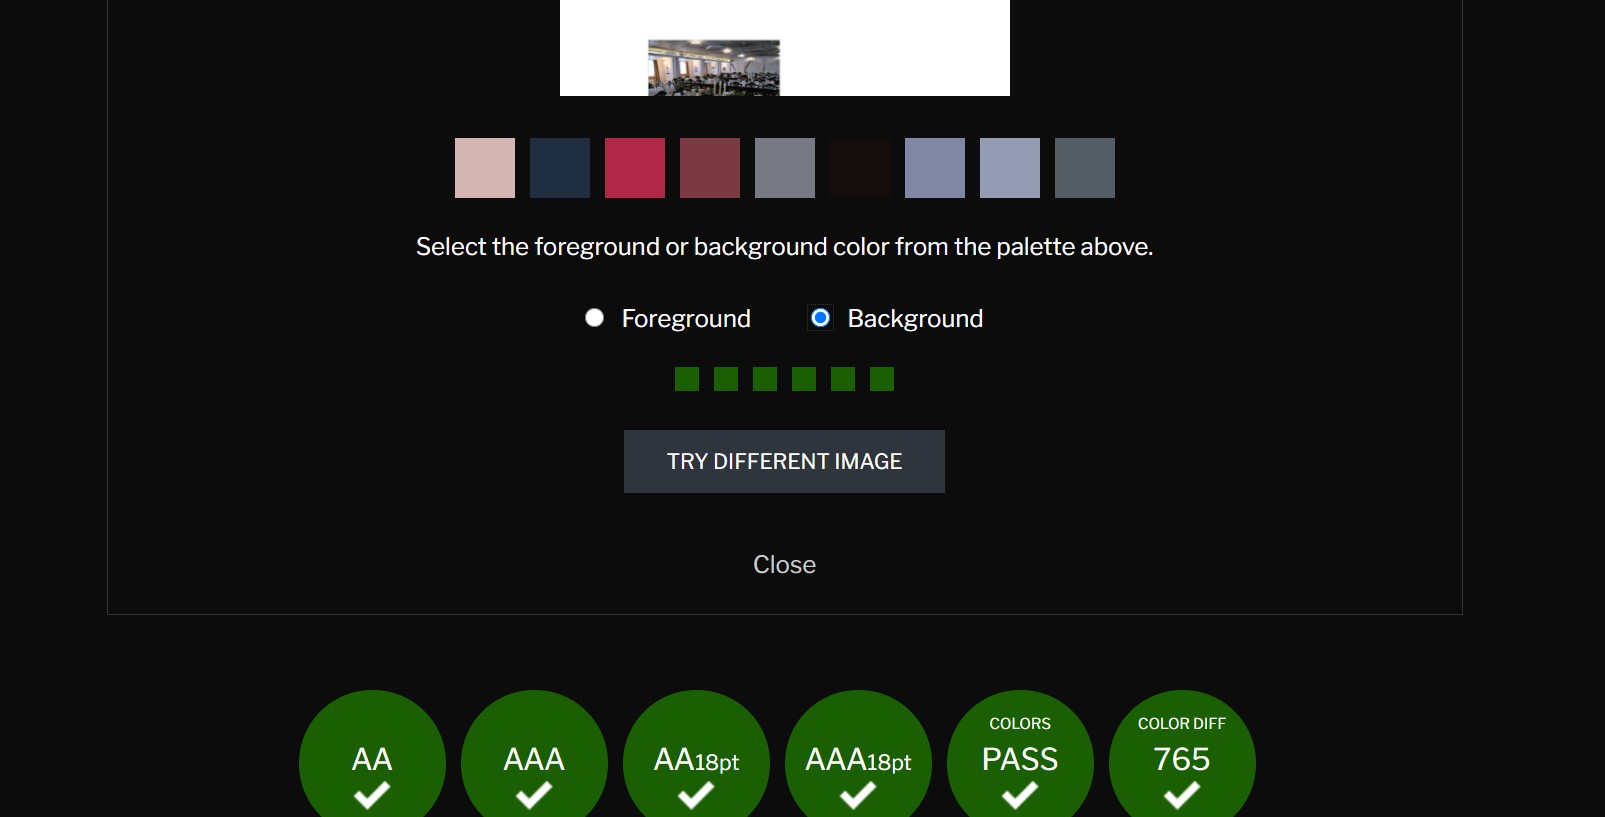 Select the foreground or background color from the palette above.
Foreground Background
TRY DIFFERENT IMAGE
Close
COLORS COLOR DIFF
AA AAA AA18pt AAA18pt PASS 765